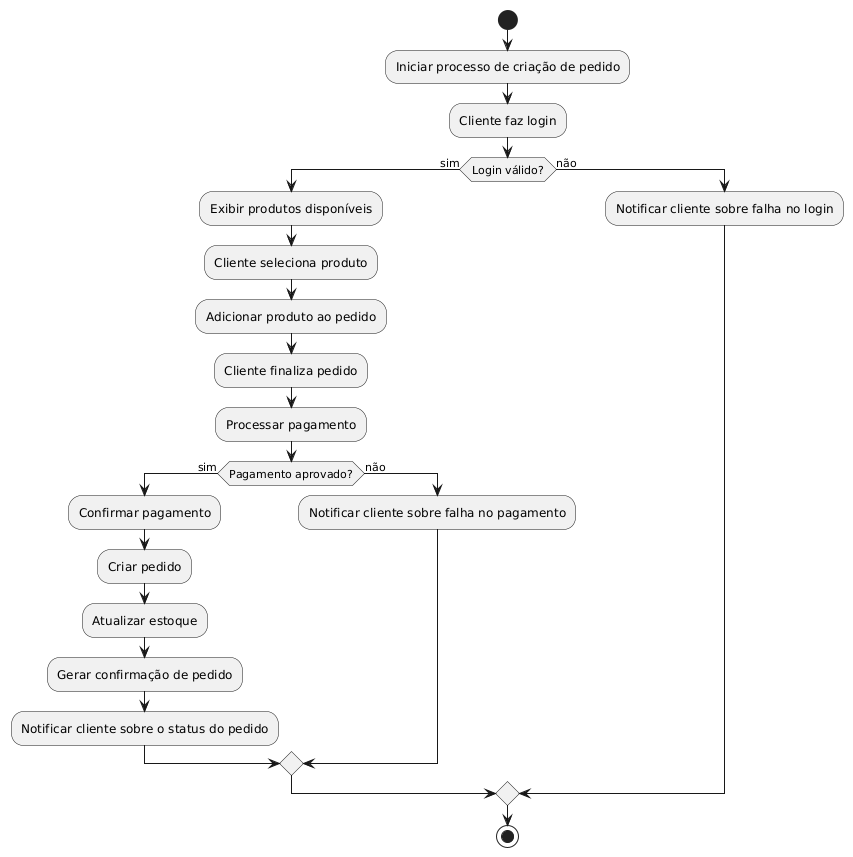 Iniciar processo de criação de pedido
Cliente faz login
sim
Login válido?
não
Exibir produtos disponíveis
Notificar cliente sobre falha no login
Cliente seleciona produto
Adicionar produto ao pedido
Cliente finaliza pedido
Processar pagamento
sim
Pagamento aprovado?
não
Confirmar pagamento
Notificar cliente sobre falha no pagamento
Criar pedido
Atualizar estoque
Gerar confirmação de pedido
Notificar cliente sobre o status do pedido